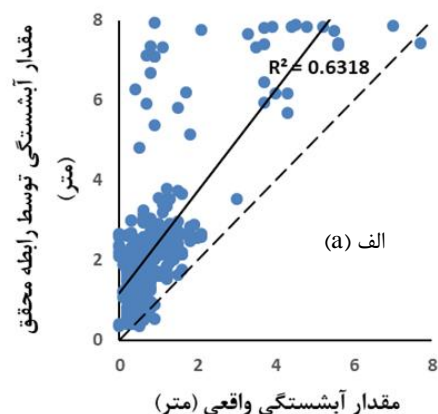 مقدار آبشستگی توسط رابطه محقق
(متر)
8
6
4
2
0
R² = 0.6318
الف (a)
0 2 4 6 8
مقدار آبشستگی واقعی (متر)